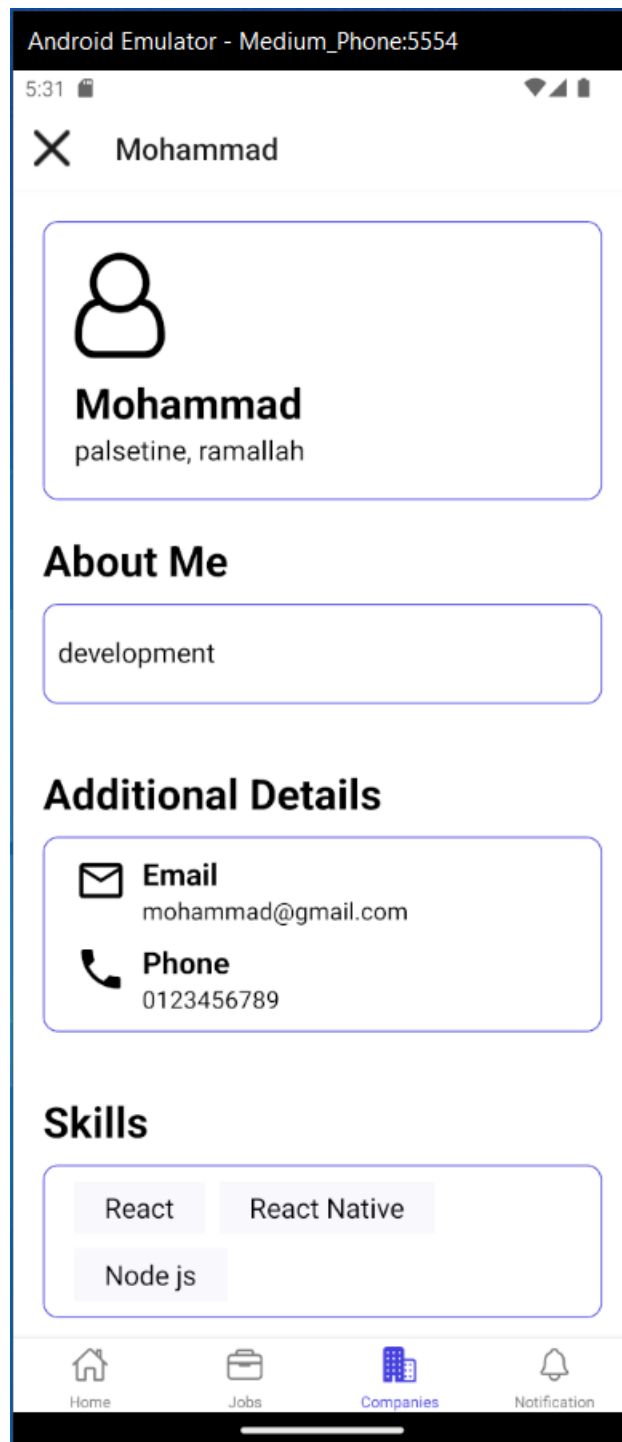 Android Emulator - Medium_Phone:5554
5:31
Mohammad
Mohammad
palsetine, ramallah
About Me
development
Additional Details
Email
mohammad@gmail.com
Phone
0123456789
Skills
React React Native
Node js
Home Jobs Companies Notification